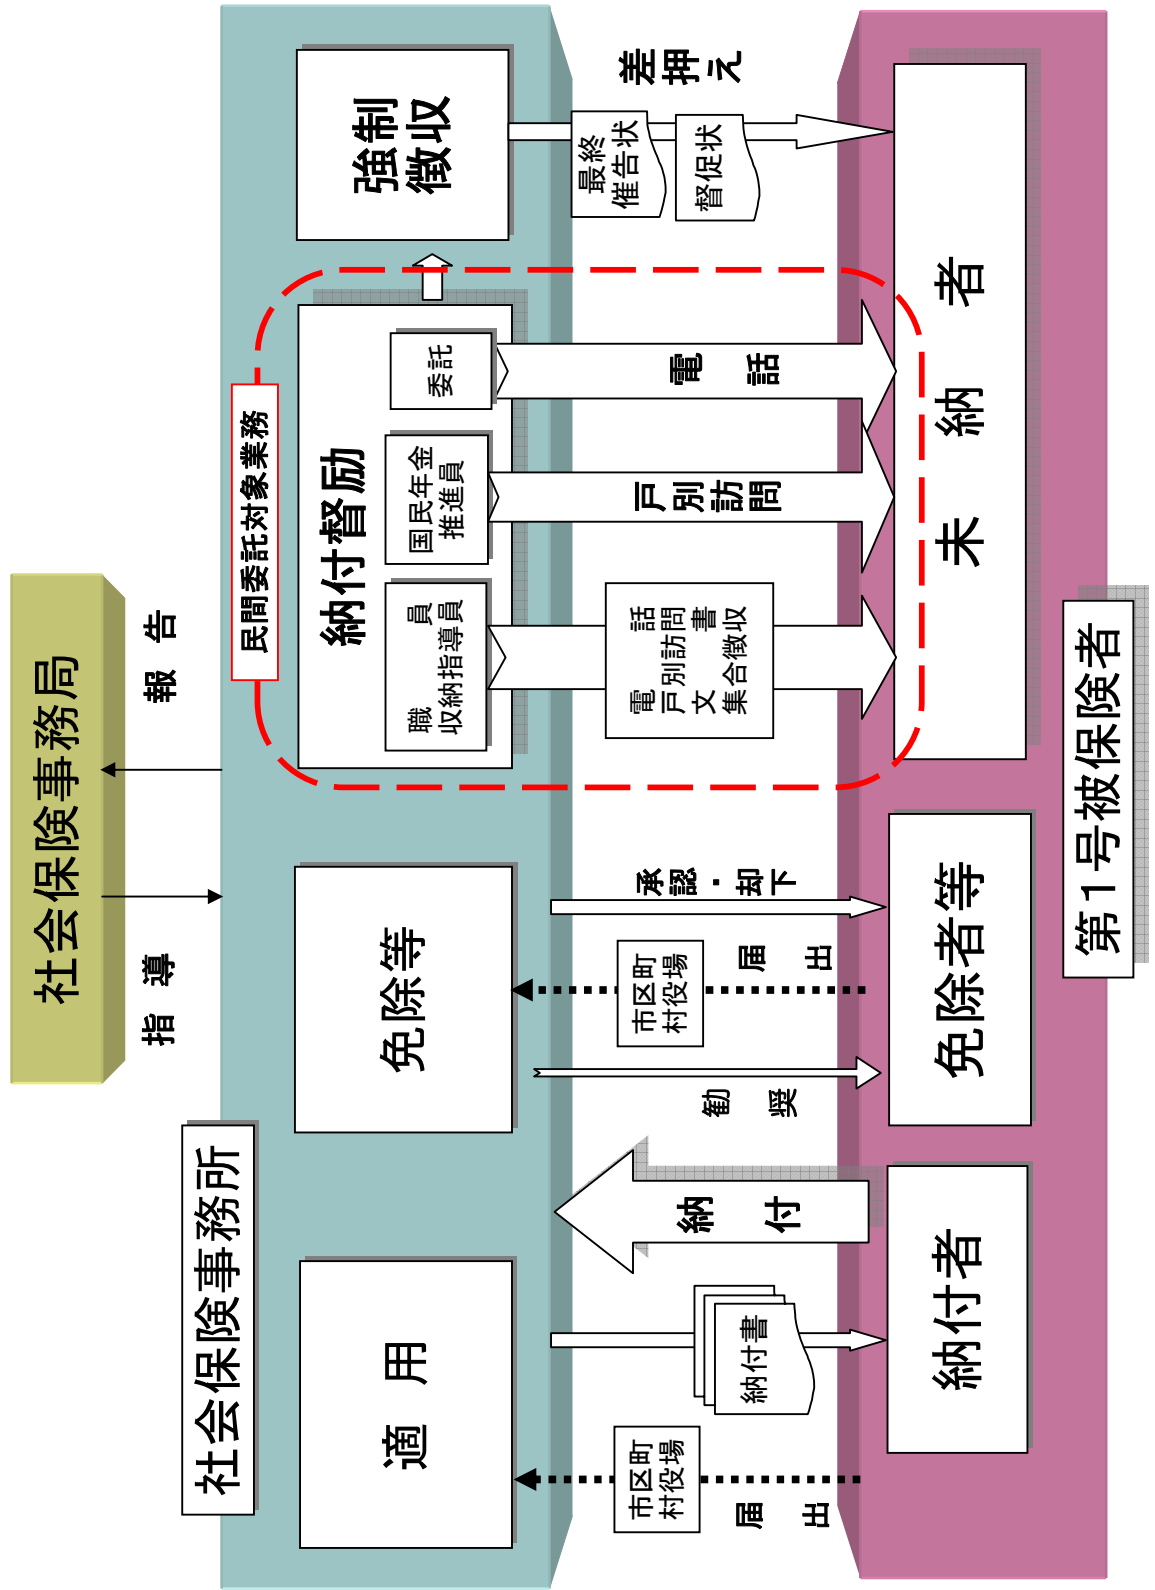 社会保険事務局
指導
報告
社会保険事務所
民間委託対象業務
適用
免除等
納付督励
職員
収納指導員
国民年金
推進員
委託
強制
徴収
市区町
村役場
届出
納付書
納付
勧奨
市区町
村役場
届出
承認・却下
電話
戸別訪問
文書
集合徴収
戸別訪問
電話
最終
催告状
督促状
差押え
納付者
免除者等
未納者
第1号被保険者